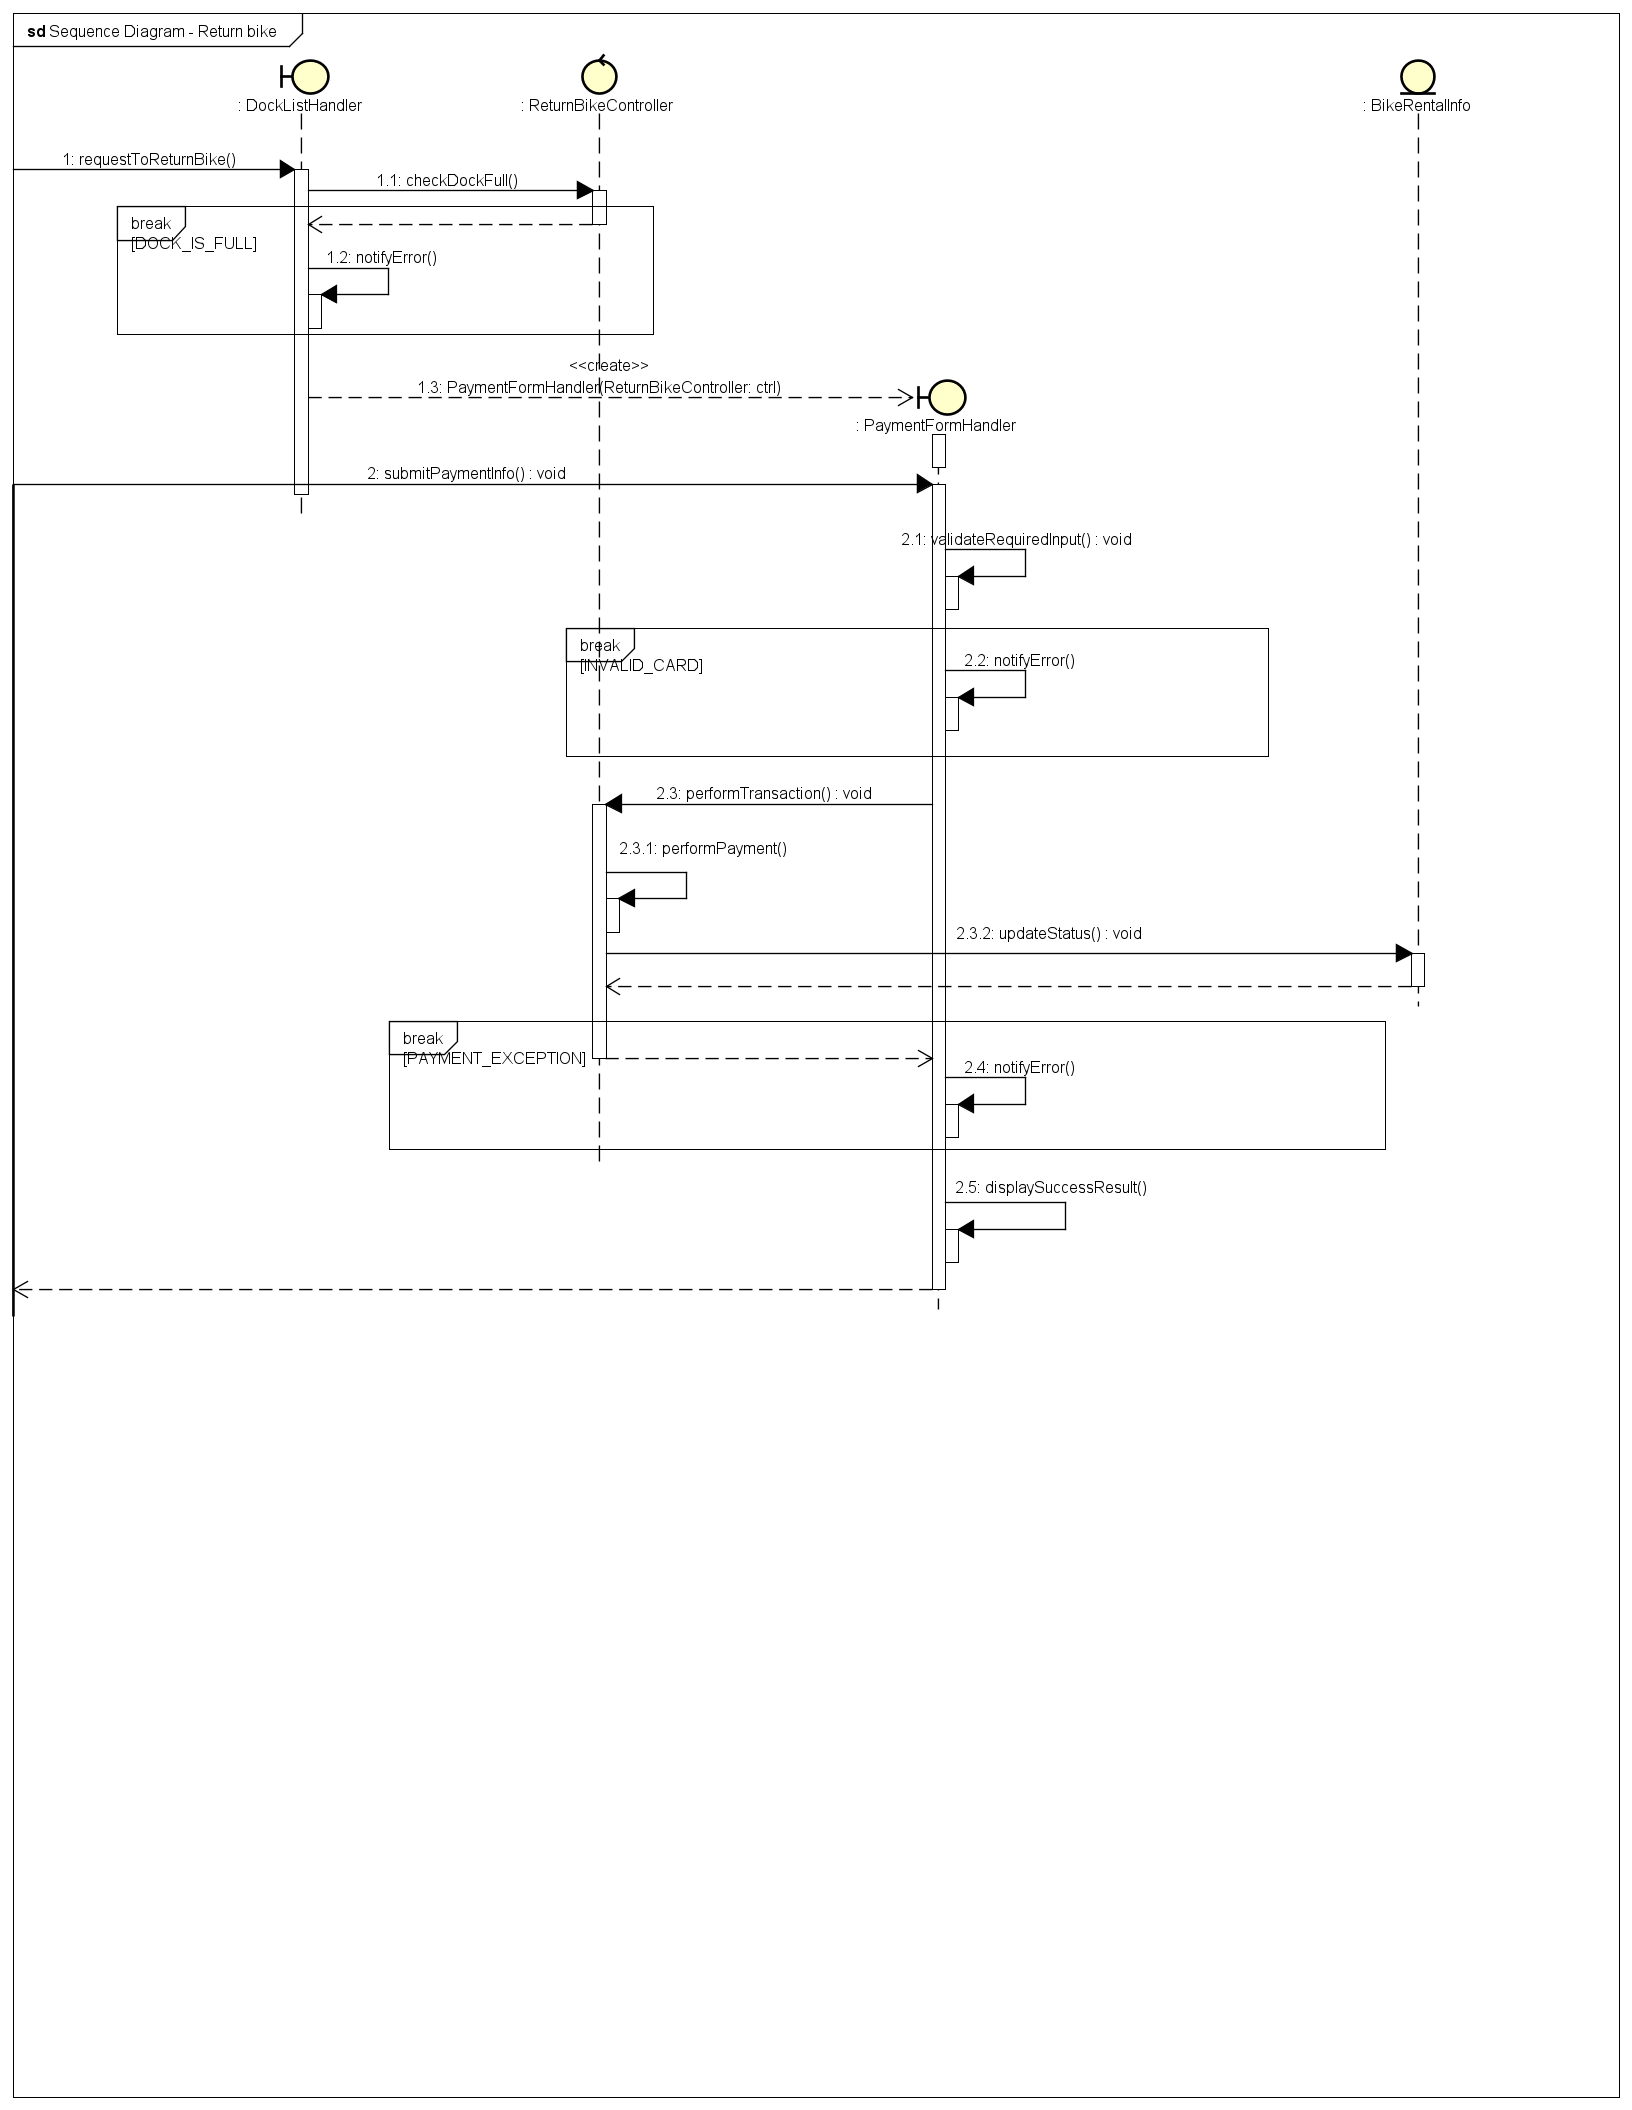 sd Sequence Diagram - Return bike
: DockListHandler
: ReturnBikeController
: BikeRentalInfo
1: requestToReturnBike()
1.1: checkDockFull()
break
[DOCK_IS_FULL]
1.2: notifyError()
<<create>>
1.3: PaymentFormHandler(ReturnBikeController: ctrl)
: PaymentFormHandler
2: submitPaymentInfo() : void
2.1: validateRequiredInput() : void
break
[INVALID_CARD]
2.2: notifyError()
2.3: performTransaction() : void
2.3.1: performPayment()
2.3.2: updateStatus() : void
break
[PAYMENT_EXCEPTION]
2.4: notifyError()
2.5: displaySuccessResult()